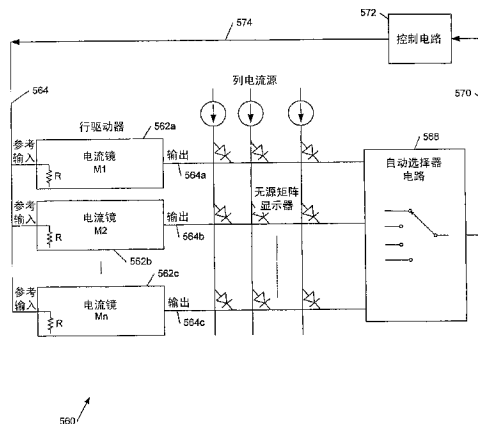 572
574
控制电路
564
列电流源
570
行驱动器
562a
568
参考
输入
电流镜
M1
R
输出
564a
自动选择器
电路
参考
输入
电流镜
M2
R
输出
564b
无源矩阵
显示器
562b
562c
参考
输入
电流镜
Mn
R
输出
564c
560